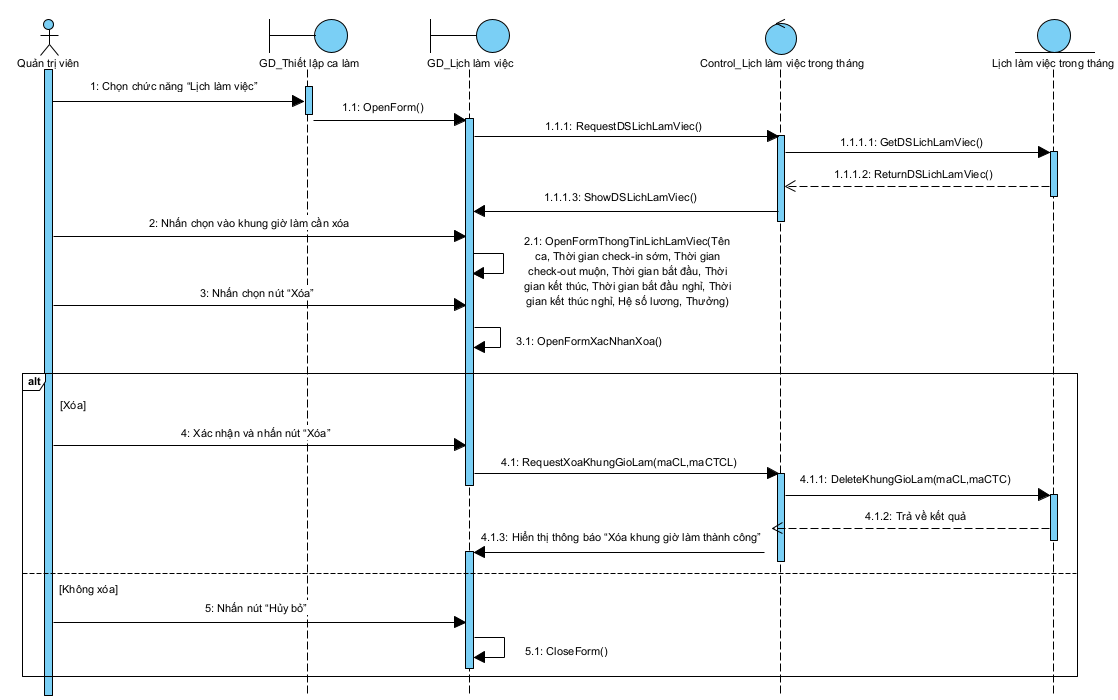 Quản trị viên
GD_Thiết lập ca làm
GD_Lịch làm việc
Control_Lịch làm việc trong tháng
Lịch làm việc trong tháng
1: Chọn chức năng “Lịch làm việc”
1.1: OpenForm()
1.1.1: RequestDSLichLamViec()
1.1.1.1: GetDSLichLamViec()
1.1.1.2: ReturnDSLichLamViec()
1.1.1.3: ShowDSLichLamViec()
2: Nhấn chọn vào khung giờ làm cần xóa
2.1: OpenFormThongTinLichLamViec(Tên
ca, Thời gian check-in sớm, Thời gian
check-out muộn, Thời gian bắt đầu, Thời
gian kết thúc, Thời gian bắt đầu nghỉ, Thời
gian kết thúc nghỉ, Hệ số lương, Thưởng)
3: Nhấn chọn nút “Xóa”
3.1: OpenFormXacNhanXoa()
alt
[Xóa]
4: Xác nhận và nhấn nút “Xóa”
4.1: RequestXoaKhungGioLam(maCL,maCTCL)
4.1.1: DeleteKhungGioLam(maCL,maCTC)
4.1.2: Trả về kết quả
4.1.3: Hiển thị thông báo “Xóa khung giờ làm thành công”
[Không xóa]
5: Nhấn nút “Hủy bỏ”
5.1: CloseForm()